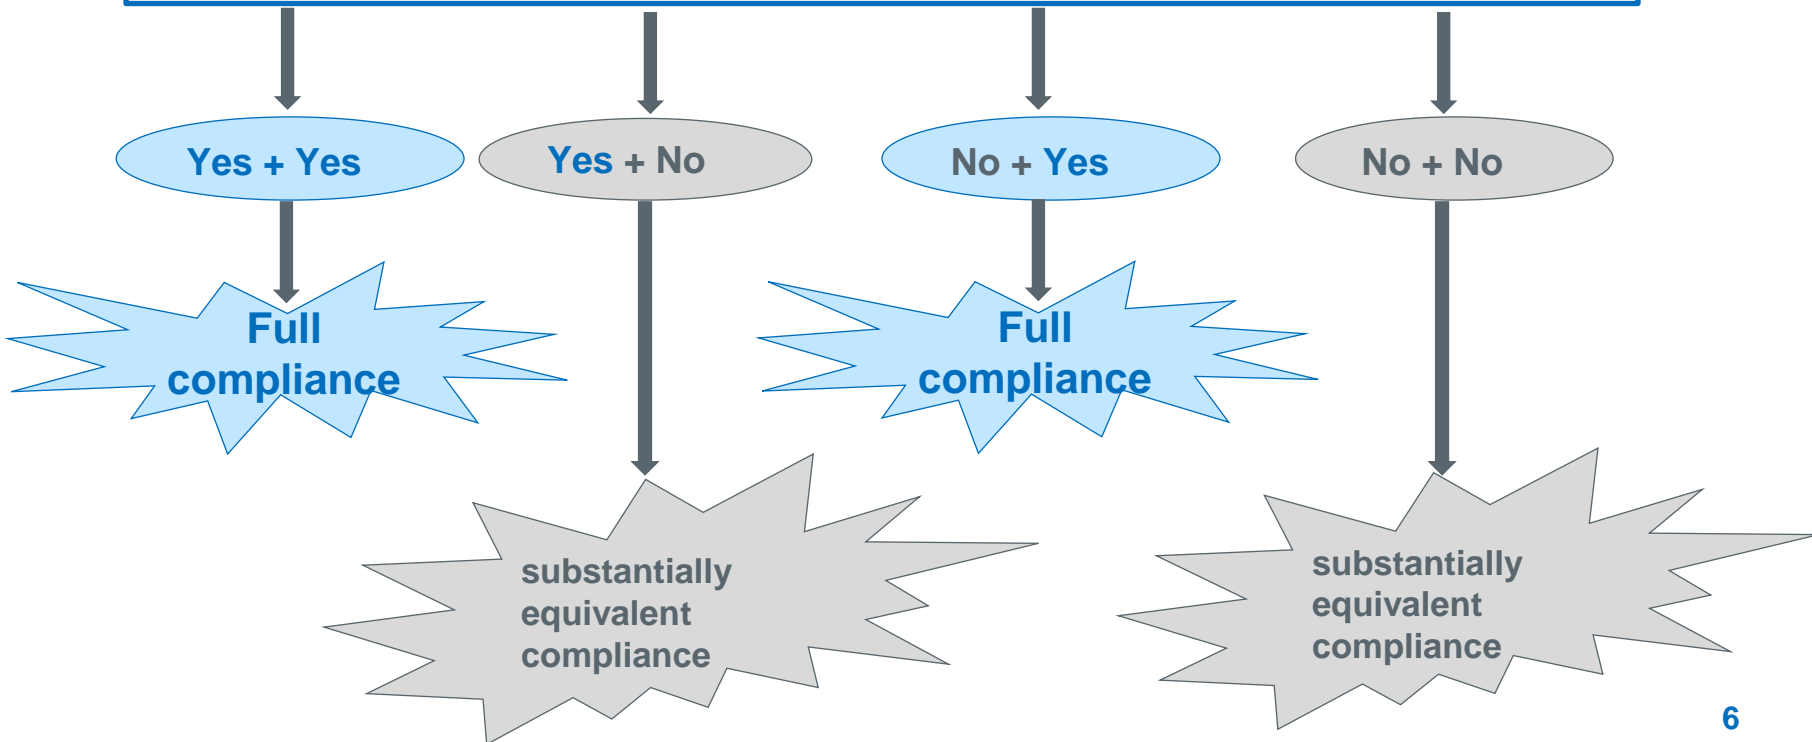 Yes + Yes
Yes + No
No + Yes
No + No
Full
compliance
Full
compliance
substantially
equivalent
compliance
substantially
equivalent
compliance
6